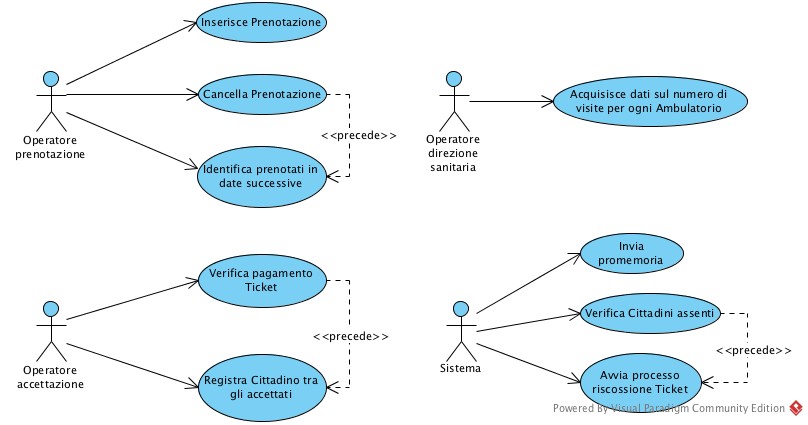 Inserisce Prenotazione
Cancella Prenotazione
<<precede>>
Identifica prenotati in
date successive
Operatore
prenotazione
Acquisisce dati sul numero di
visite per ogni Ambulatorio
Operatore
direzione
sanitaria
Verifica pagamento
Ticket
<<precede>>
Registra Cittadino tra
gli accettati
Operatore
accettazione
Invia
promemoria
Verifica Cittadini assenti
<<precede>>
Avvia processo
riscossione Ticket
Sistema
Powered By Visual Paradigm Community Edition